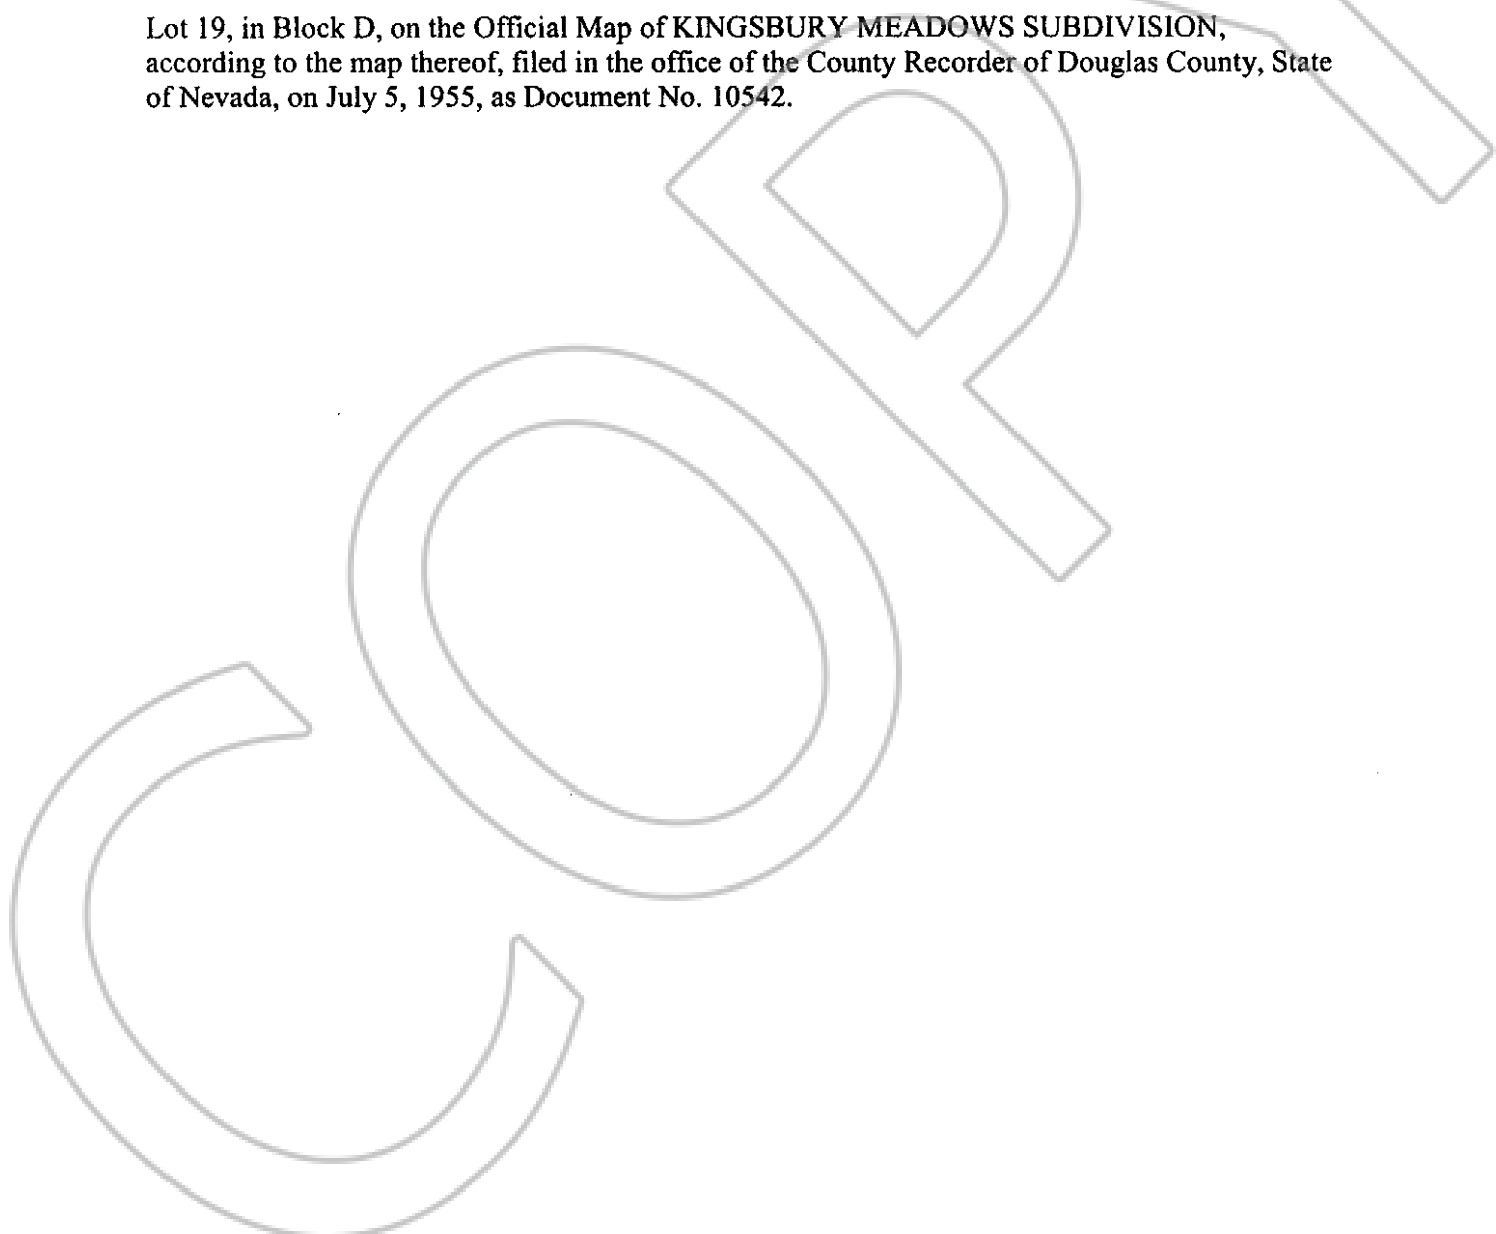 Lot 19, in Block D, on the Official Map of KINGSBURY MEADOWS SUBDIVISION,
according to the map thereof, filed in the office of the County Recorder of Douglas County, State
of Nevada, on July 5, 1955, as Document No. 10542.
COPY